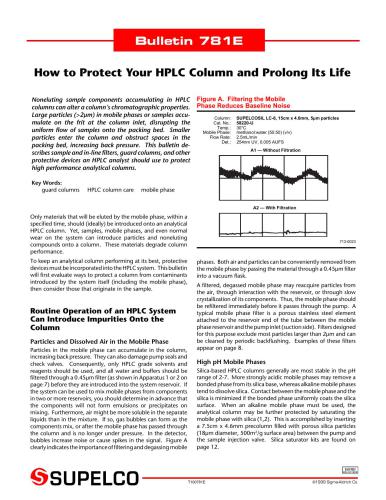 Bulletin 781E
How to Protect Your HPLC Column and Prolong Its Life
Noneluting sample components accumulating in HPLC
columns can alter a column's chromatographic properties.
Large particles (>2µm) in mobile phases or samples accu-
mulate on the frit at the column inlet, disrupting the
uniform flow of samples onto the packing bed. Smaller
particles enter the column and obstruct spaces in the
packing bed, increasing back pressure. This bulletin de-
scribes sample and in-line filters, guard columns, and other
protective devices an HPLC analyst should use to protect
high performance analytical columns.
Key Words:
guard columns HPLC column care mobile phase
Only materials that will be eluted by the mobile phase, within a
specified time, should (ideally) be introduced onto an analytical
HPLC column. Yet, samples, mobile phases, and even normal
wear on the system can introduce particles and noneluting
compounds onto a column. These materials degrade column
performance.
To keep an analytical column performing at its best, protective
devices must be incorporated into the HPLC system. This bulletin
will first evaluate ways to protect a column from contaminants
introduced by the system itself (including the mobile phase),
then consider those that originate in the sample.
Routine Operation of an HPLC System
Can Introduce Impurities Onto the
Column
Particles and Dissolved Air in the Mobile Phase
Particles in the mobile phase can accumulate in the column,
increasing back pressure. They can also damage pump seals and
check valves. Consequently, only HPLC grade solvents and
reagents should be used, and all water and buffers should be
filtered through a 0.45µm filter (as shown in Apparatus 1 or 2 on
page 7) before they are introduced into the system reservoir. If
the system can be used to mix mobile phases from components
in two or more reservoirs, you should determine in advance that
the components will not form emulsions or precipitates on
mixing. Furthermore, air might be more soluble in the separate
liquids than in the mixture. If so, gas bubbles can form as the
components mix, or after the mobile phase has passed through
the column and is no longer under pressure. In the detector,
bubbles increase noise or cause spikes in the signal. Figure A
clearly indicates the importance of filtering and degassing mobile
Figure A. Filtering the Mobile
Phase Reduces Baseline Noise
Column: SUPELCOSIL LC-8, 15cm x 4.6mm, 5µm particles
Cat. No.: 58220-U
Temp.: 30°C
Mobile Phase: methanol:water (55:50) (v/v)
Flow Rate: 2.5mL/min
Det.: 254nm UV, 0.005 AUFS
A1 — Without Filtration
A2 — With Filtration
713-0023
phases. Both air and particles can be conveniently removed from
the mobile phase by passing the material through a 0.45µm filter
into a vacuum flask.
A filtered, degassed mobile phase may reacquire particles from
the air, through interaction with the reservoir, or through slow
crystallization of its components. Thus, the mobile phase should
be refiltered immediately before it passes through the pump. A
typical mobile phase filter is a porous stainless steel element
attached to the reservoir end of the tube between the mobile
phase reservoir and the pump inlet (suction side). Filters designed
for this purpose exclude most particles larger than 2µm and can
be cleaned by periodic backflushing. Examples of these filters
appear on page 8.
High pH Mobile Phases
Silica-based HPLC columns generally are most stable in the pH
range of 2-7. More strongly acidic mobile phases may remove a
bonded phase from its silica base, whereas alkaline mobile phases
tend to dissolve silica. Contact between the mobile phase and the
silica is minimized if the bonded phase uniformly coats the silica
surface. When an alkaline mobile phase must be used, the
analytical column may be further protected by saturating the
mobile phase with silica (1,2). This is accomplished by inserting
a 7.5cm x 4.6mm precolumn filled with porous silica particles
(18µm diameter, 500m²/g surface area) between the pump and
the sample injection valve. Silica saturator kits are found on
page 12.
SUPELCO
T100781E
©1999 Sigma-Aldrich Co.